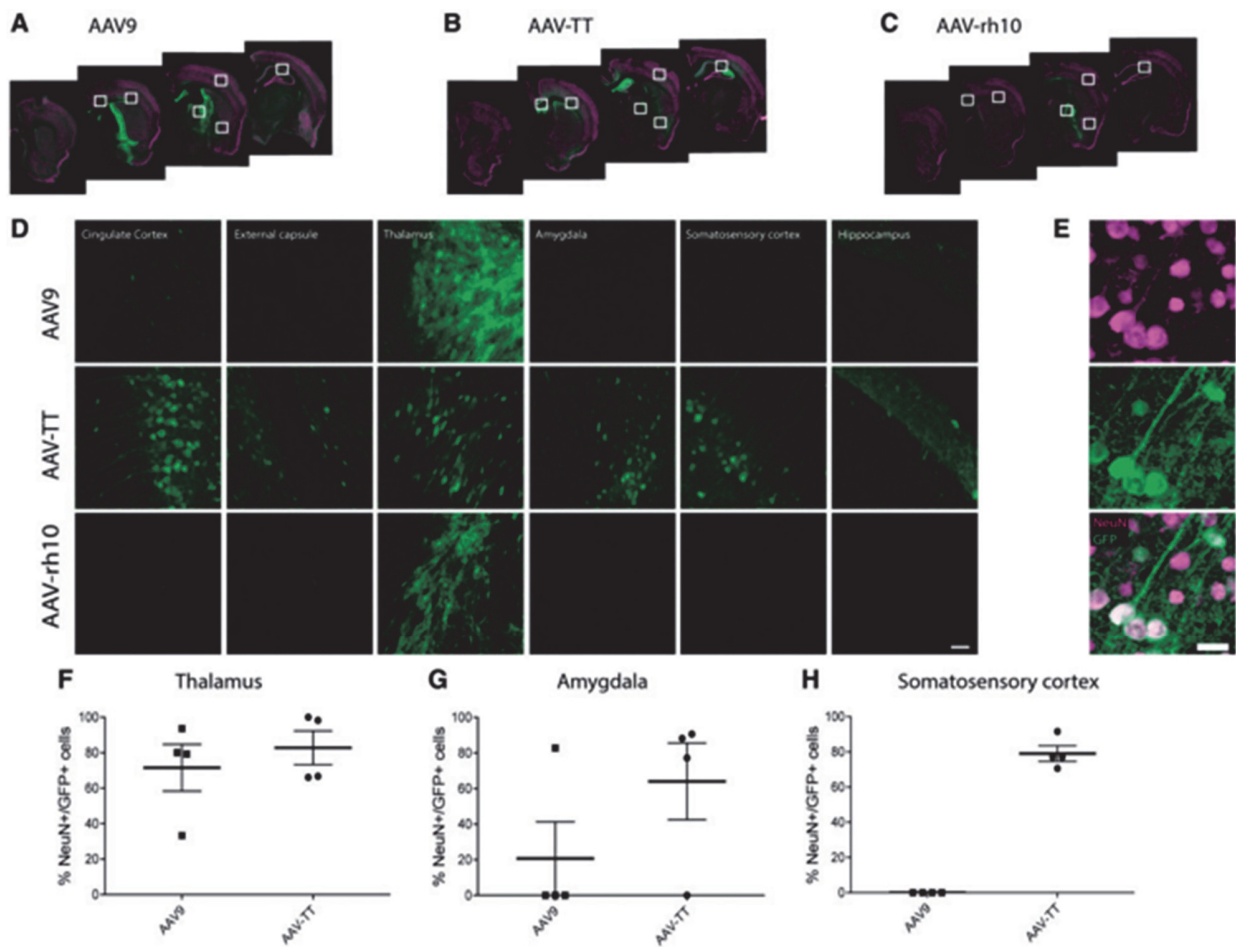 A AAV9
B AAV-TT
C AAV-rh10
D
Cingulate Cortex
External capsule
Thalamus
Amygdala
Somatosensory cortex
Hippocampus
E
AAV9
AAV-TT
AAV-rh10
NeuN
GFP
F Thalamus
% NeuN+/GFP+ cells
100
80
60
40
20
0
AAV9
AAV-TT
G Amygdala
% NeuN+/GFP+ cells
100
80
60
40
20
0
AAV9
AAV-TT
H Somatosensory cortex
% NeuN+/GFP+ cells
100
80
60
40
20
0
AAV9
AAV-TT